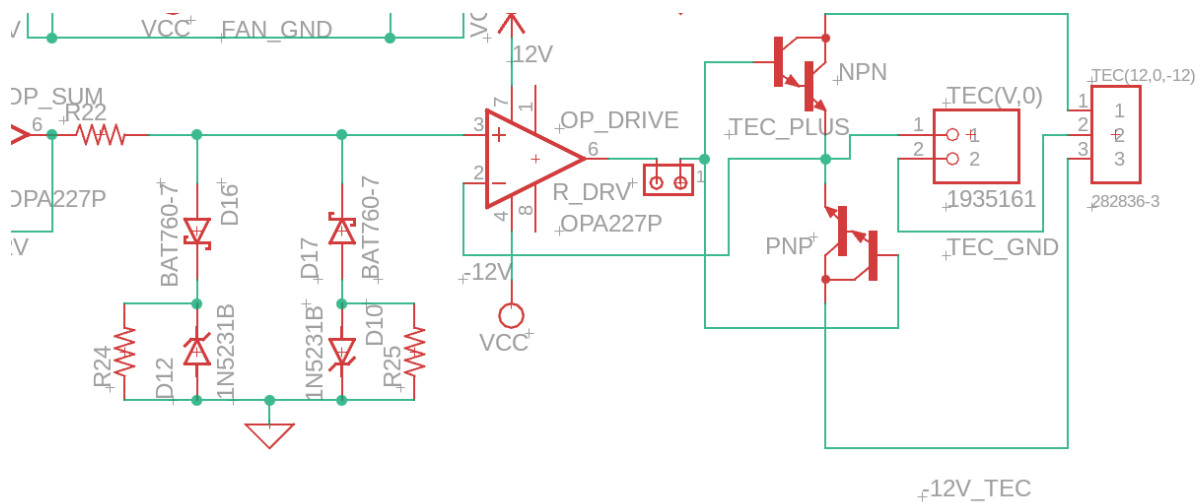 VCC
FAN_GND
12V
OP_SUM
R22
6
OPA227P
3
2
7
1
4
8
6
OP_DRIVE
R_DRV
1
OPA227P
-12V
VCC
BAT760-7
D16
D17
BAT760-7
R24
D12
1N5231B
1N5231B
D10
R25
NPN
TEC_PLUS
PNP
TEC(V,0)
1
2
1
2
1935161
TEC_GND
TEC(12,0,-12)
1
2
3
1
2
3
282836-3
-12V_TEC